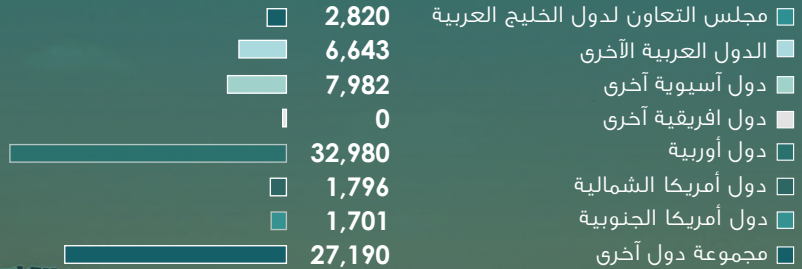 مجلس التعاون لدول الخليج العربية 2,820
الدول العربية الآخرى 6,643
دول آسيوية آخرى 7,982
دول افريقية آخرى 0
دول أوربية 32,980
دول أمريكا الشمالية 1,796
دول أمريكا الجنوبية 1,701
مجموعة دول آخرى 27,190